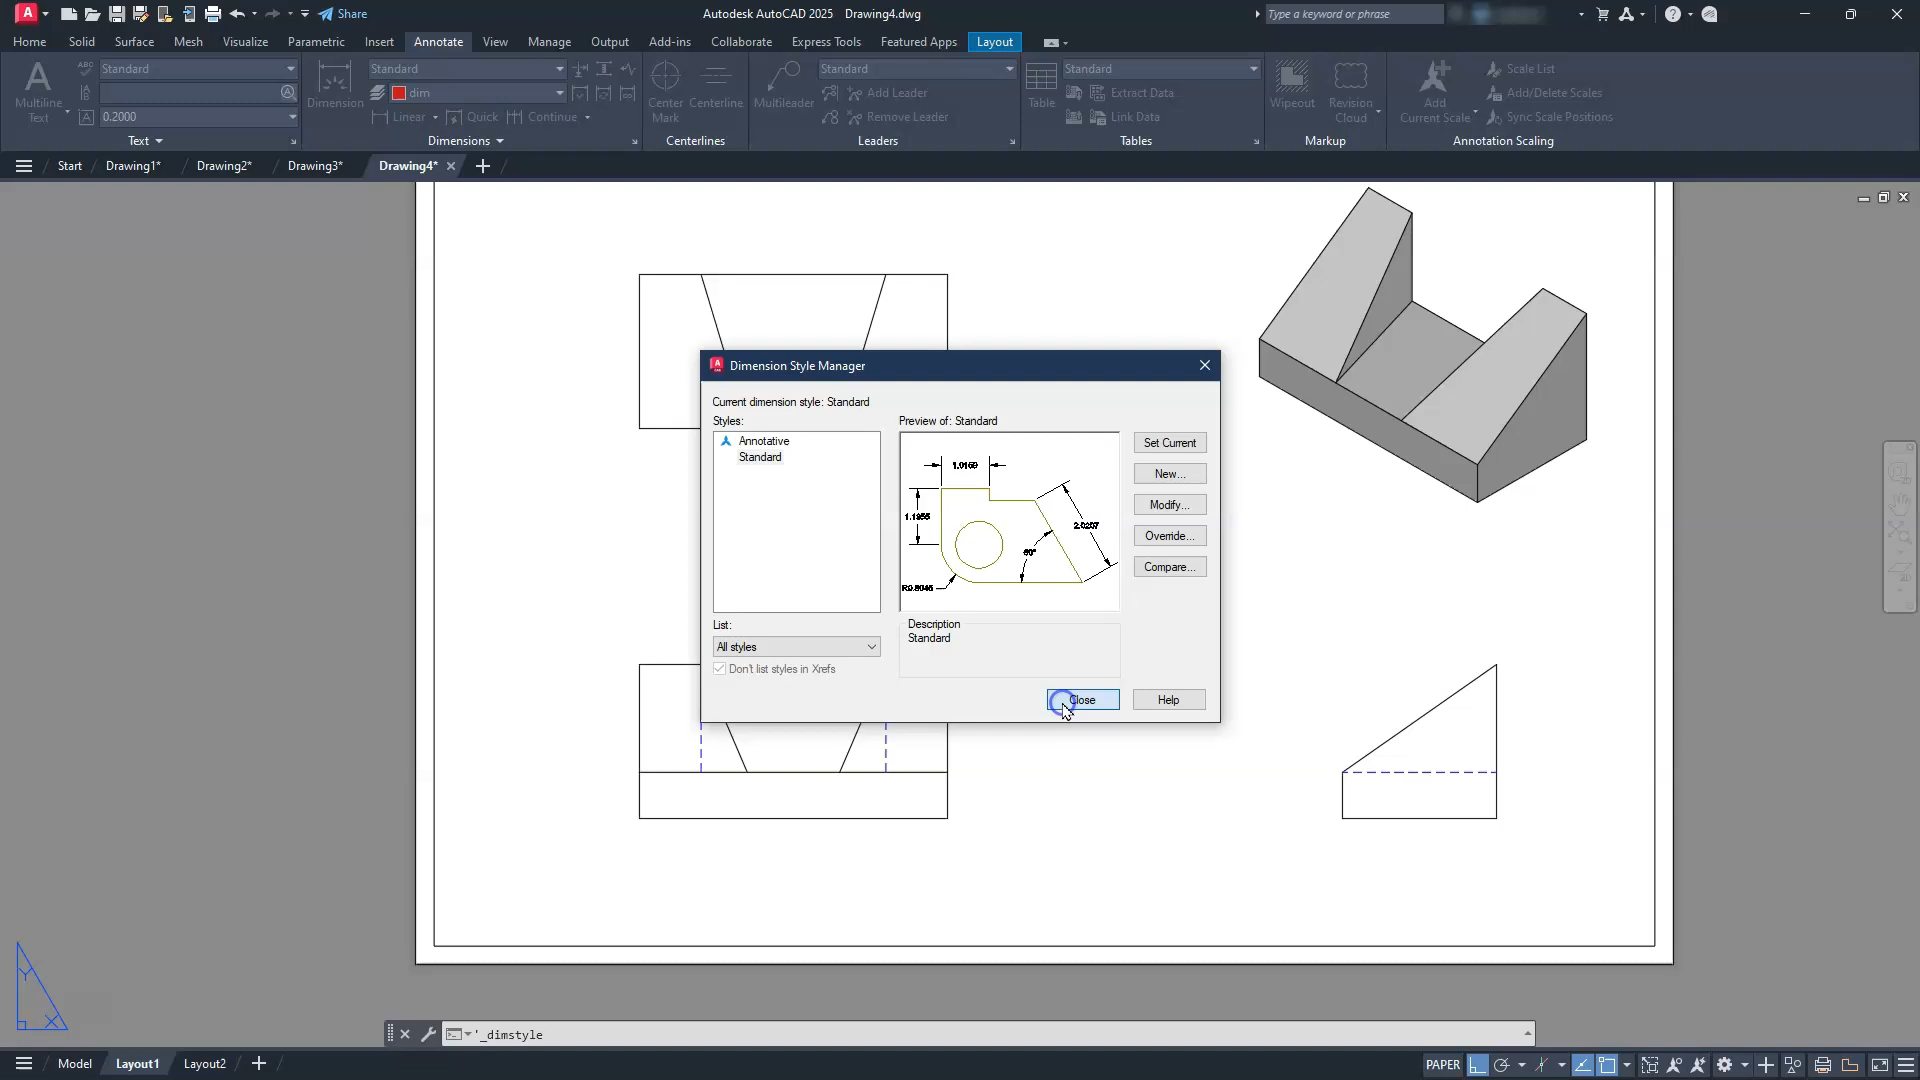 Share
Autodesk AutoCAD 2025 Drawing4.dwg
Type a keyword or phrase
Home Solid Surface Mesh Visualize Parametric Insert Annotate View Manage Output Add-ins Collaborate Express Tools Featured Apps Layout
Standard Standard Standard Standard Scale List
dim Add Leader Extract Data Add/Delete Scales
Multiline Text Dimension Center Mark Centerline Multileader Table Wipeout Revision Cloud Add Current Scale
0.2000 Linear Quick Continue Remove Leader Link Data Sync Scale Positions
Text Dimensions Centerlines Leaders Tables Markup Annotation Scaling
Start Drawing1* Drawing2* Drawing3* Drawing4*
Dimension Style Manager
Current dimension style: Standard
Styles: Preview of: Standard
Annotative Set Current
Standard
New...
Modify...
Override...
Compare...
60°
List: Description
All styles Standard
Don't list styles in Xrefs
Close Help
Y
X
'_dimstyle
Model Layout1 Layout2 PAPER